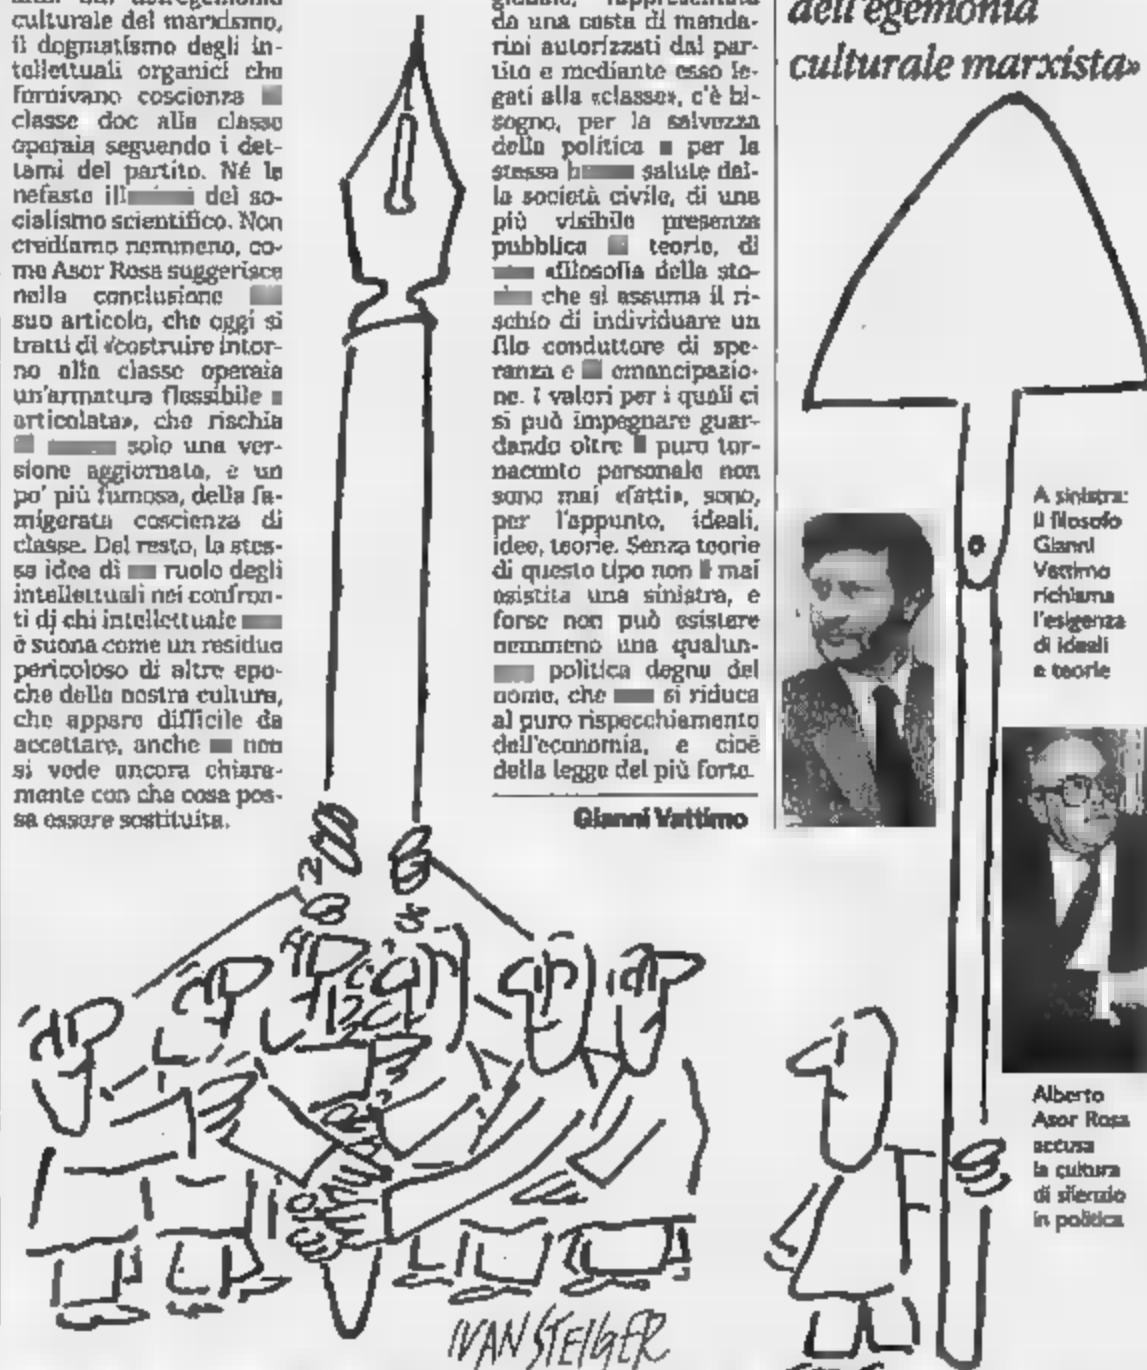 culturale del marxismo,
il dogmatismo degli in-
tellettuali organici che
fornivano coscienza
classe doc alla classe
operaia seguendo i det-
tami del partito. Né le
nefaste del so-
cialismo scientifico. Non
crediamo nemmeno, co-
me Asor Rosa suggerisce
nella conclusione
suo articolo, che oggi si
tratti di «costruire intor-
no alla classe operaia
un'armatura flessibile
articolata», che rischia
solo una ver-
sione aggiornata, e un
po' più fumosa, della fa-
migerata coscienza di
classe. Del resto, la stes-
sa idea di ruolo degli
intellettuali nei confron-
ti di chi intellettuale
è suona come un residuo
pericoloso di altre epo-
che della nostra cultura,
che appare difficile da
accettare, anche non
si vede ancora chiara-
mente con che cosa pos-
sa essere sostituita.
da una casta di manda-
rini autorizzati dal par-
tito e mediante esso le-
gati alla «classe», c'è bi-
sogno, per la salvezza
della politica per la
stessa salute del-
la società civile, di una
più visibile presenza
pubblica teorie, di
«filosofia della sto-
che si assuma il ri-
schio di individuare un
filo conduttore di spe-
ranza e emancipazio-
ne. I valori per i quali ci
si può impegnare guar-
dando oltre puro tor-
naconto personale non
sono mai «fatti», sono,
per l'appunto, ideali,
idee, teorie. Senza teorie
di questo tipo non mai
esistita una sinistra, e
forse non può esistere
nemmeno una qualun-
politica degna del
nome, che si riduca
al puro rispecchiamento
dell'economia, e cioè
della legge del più forte.
Gianni Vattimo
dell'egemonia
culturale marxista»
A sinistra:
il filosofo
Gianni
Vattimo
richiama
l'esigenza
di ideali
e teorie
Alberto
Asor Rosa
accusa
la cultura
di silenzio
in politica
IVAN STEIGER